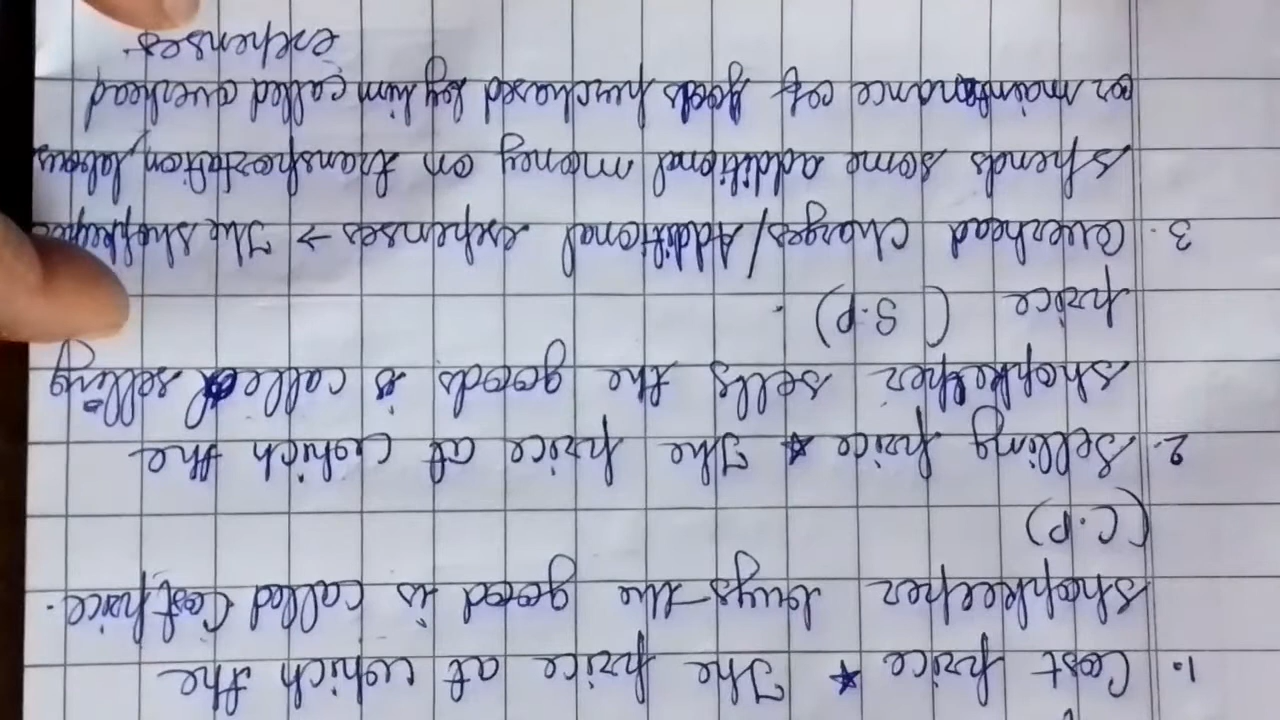 1. Cost price * The price at which the
shopkeeper buys the good is called Cost price.
(C.P)
2. Selling price * The price at which the
shopkeeper sells the goods is called selling
price (S.P).
3. Overhead charges/Additional expenses → The shopkeeper
spends some additional money on transportation, labour
or maintanance of goods purchased by him called overhead
expenses.